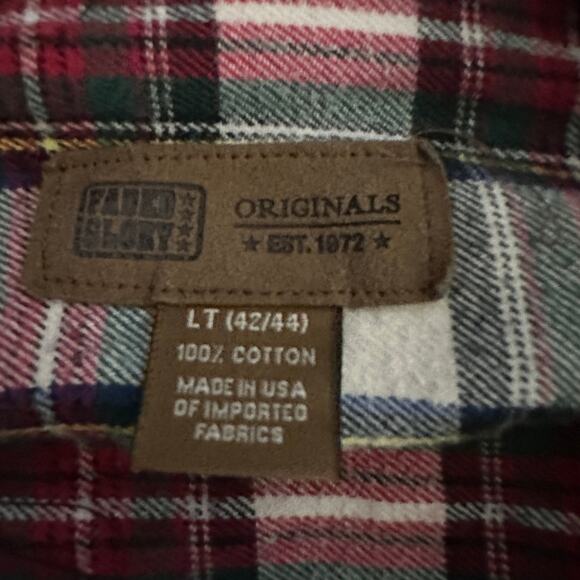 FADED
GLORY
ORIGINALS
★ EST. 1972 ★
LT (42/44)
100% COTTON
MADE IN USA
OF IMPORTED
FABRICS